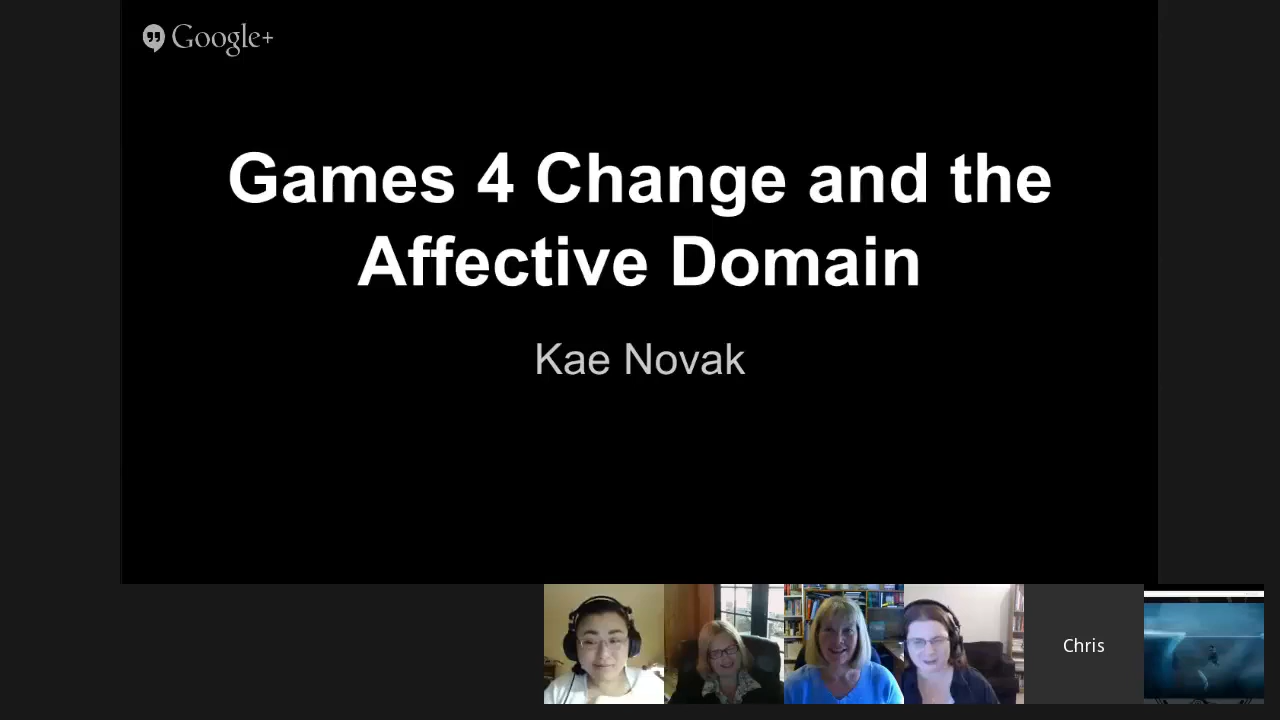 Google+
Games 4 Change and the
Affective Domain
Kae Novak
Chris